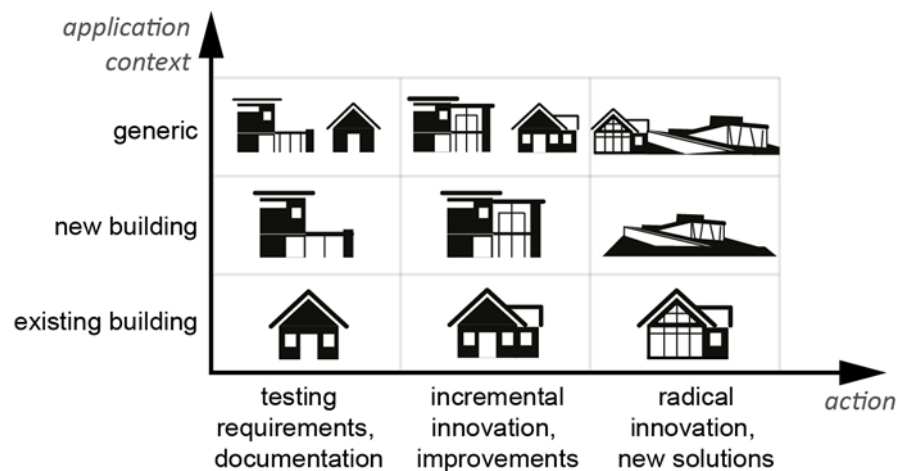 application
context
generic
new building
existing building
testing
requirements,
documentation
incremental
innovation,
improvements
radical
innovation,
new solutions
action